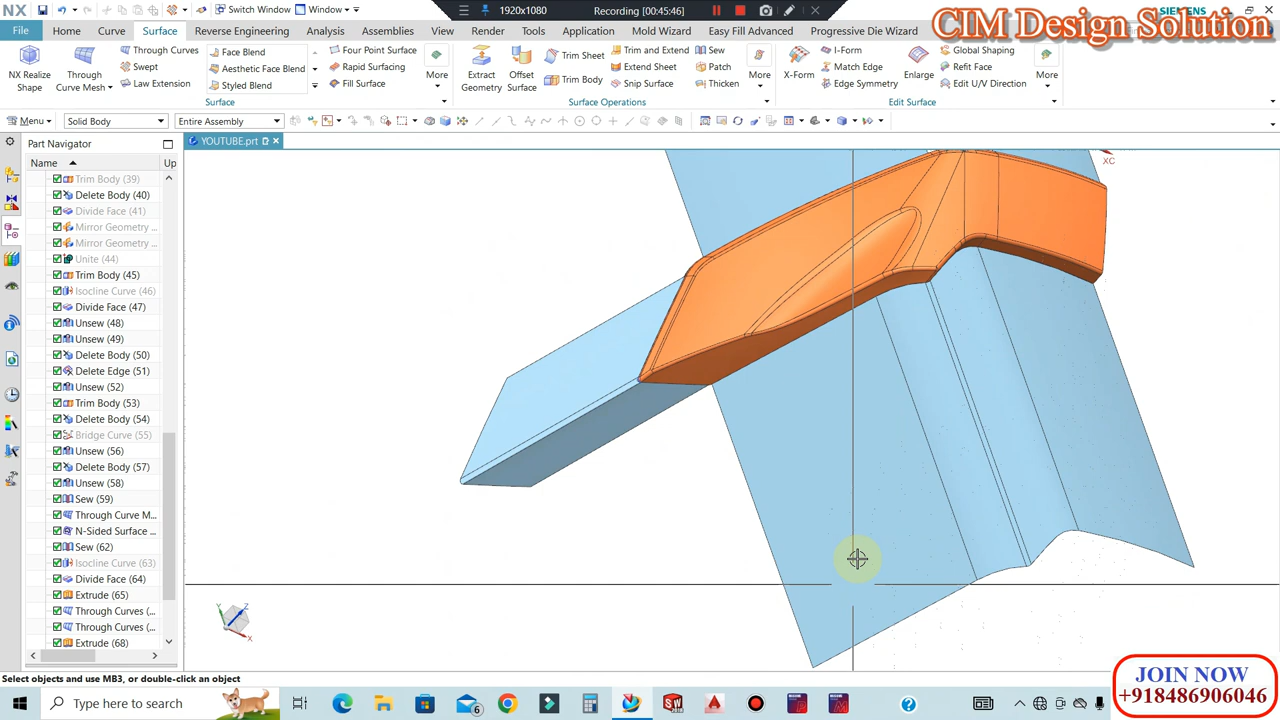 NX Switch Window Window 1920x1080 Recording [00:45:46] SIEMENS
CIM Design Solution
File Home Curve Surface Reverse Engineering Analysis Assemblies View Render Tools Application Mold Wizard Easy Fill Advanced Progressive Die Wizard
NX Realize Shape
Through Curve Mesh
Through Curves
Swept
Law Extension
Face Blend
Aesthetic Face Blend
Styled Blend
Four Point Surface
Rapid Surfacing
Fill Surface
More
Surface
Extract Geometry
Offset Surface
Trim Sheet
Trim Body
Trim and Extend
Extend Sheet
Snip Surface
Sew
Patch
Thicken
More
Surface Operations
X-Form
I-Form
Match Edge
Edge Symmetry
Enlarge
Global Shaping
Refit Face
Edit U/V Direction
More
Edit Surface
Menu Solid Body Entire Assembly
Part Navigator
YOUTUBE.prt
Name Up
Trim Body (39)
Delete Body (40)
Divide Face (41)
Mirror Geometry ...
Mirror Geometry ...
Unite (44)
Trim Body (45)
Isocline Curve (46)
Divide Face (47)
Unsew (48)
Unsew (49)
Delete Body (50)
Delete Edge (51)
Unsew (52)
Trim Body (53)
Delete Body (54)
Bridge Curve (55)
Unsew (56)
Delete Body (57)
Unsew (58)
Sew (59)
Through Curve M...
N-Sided Surface ...
Sew (62)
Isocline Curve (63)
Divide Face (64)
Extrude (65)
Through Curves (...
Through Curves (...
Extrude (68)
XC
Y Z
X
Select objects and use MB3, or double-click an object
JOIN NOW
+918486906046
Type here to search
6